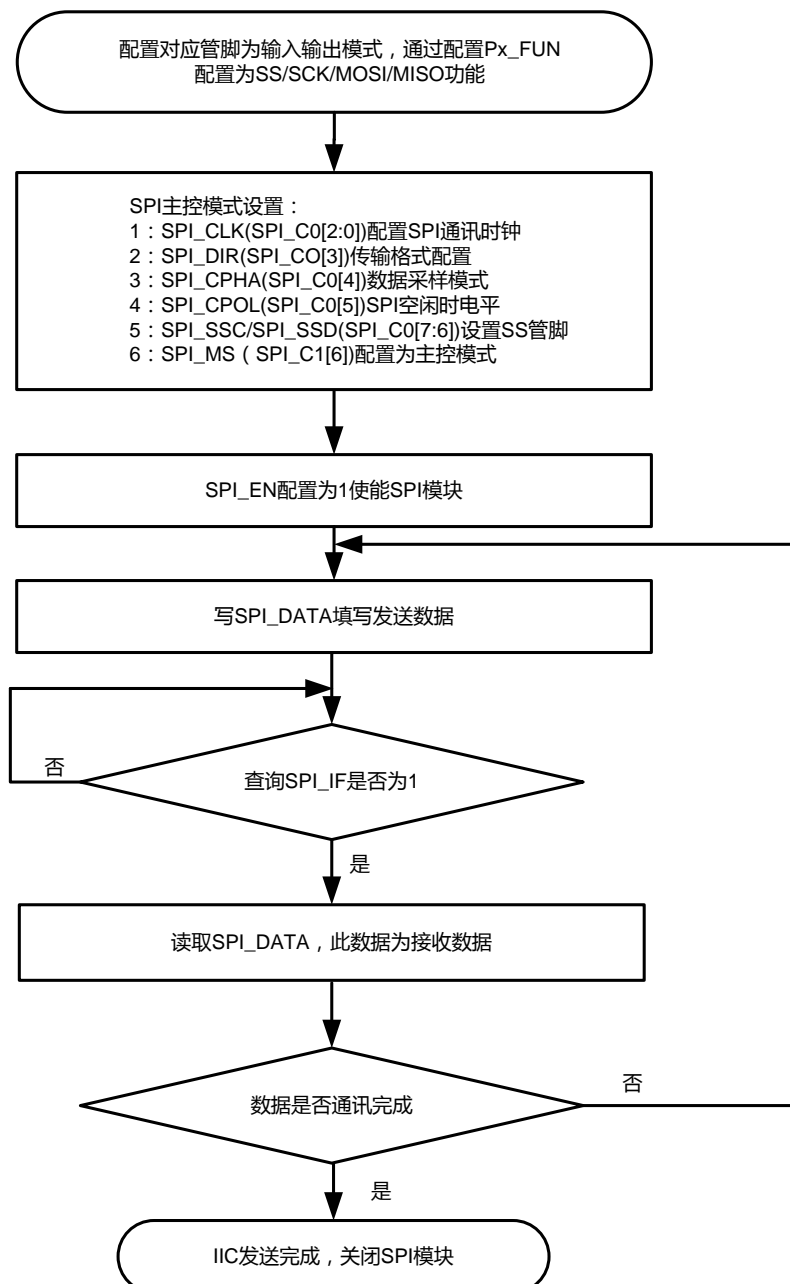 配置对应管脚为输入输出模式，通过配置Px_FUN
配置为SS/SCK/MOSI/MISO功能
SPI主控模式设置：
1：SPI_CLK(SPI_C0[2:0])配置SPI通讯时钟
2：SPI_DIR(SPI_CO[3])传输格式配置
3：SPI_CPHA(SPI_C0[4])数据采样模式
4：SPI_CPOL(SPI_C0[5])SPI空闲时电平
5：SPI_SSC/SPI_SSD(SPI_C0[7:6])设置SS管脚
6：SPI_MS（SPI_C1[6])配置为主控模式
SPI_EN配置为1使能SPI模块
写SPI_DATA填写发送数据
否
查询SPI_IF是否为1
是
读取SPI_DATA，此数据为接收数据
否
数据是否通讯完成
是
IIC发送完成，关闭SPI模块